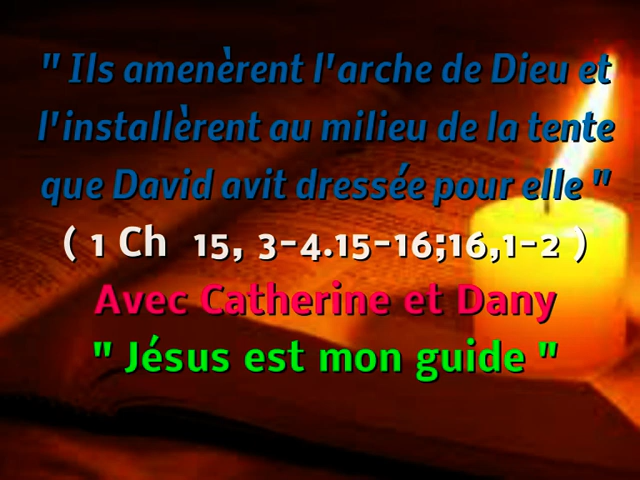 " Ils amenèrent l'arche de Dieu et
l'installèrent au milieu de la tente
que David avit dressée pour elle "
( 1 Ch 15, 3-4.15-16;16,1-2 )
Avec Catherine et Dany
" Jésus est mon guide "